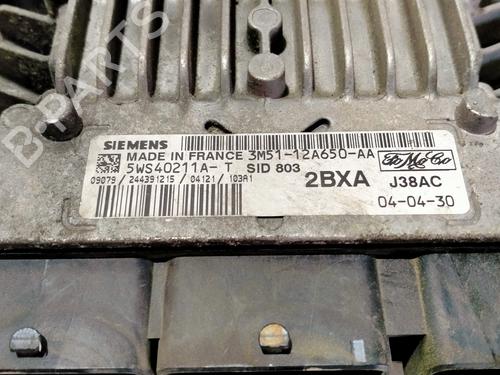 SIEMENS
MADE IN FRANCE 3M51-12A650-AA
5WS40211A- T SID 803
FoMoCo
09079 / 244391215 / 04121 / 103A1
2BXA J38AC
04-04-30
B-PARTS